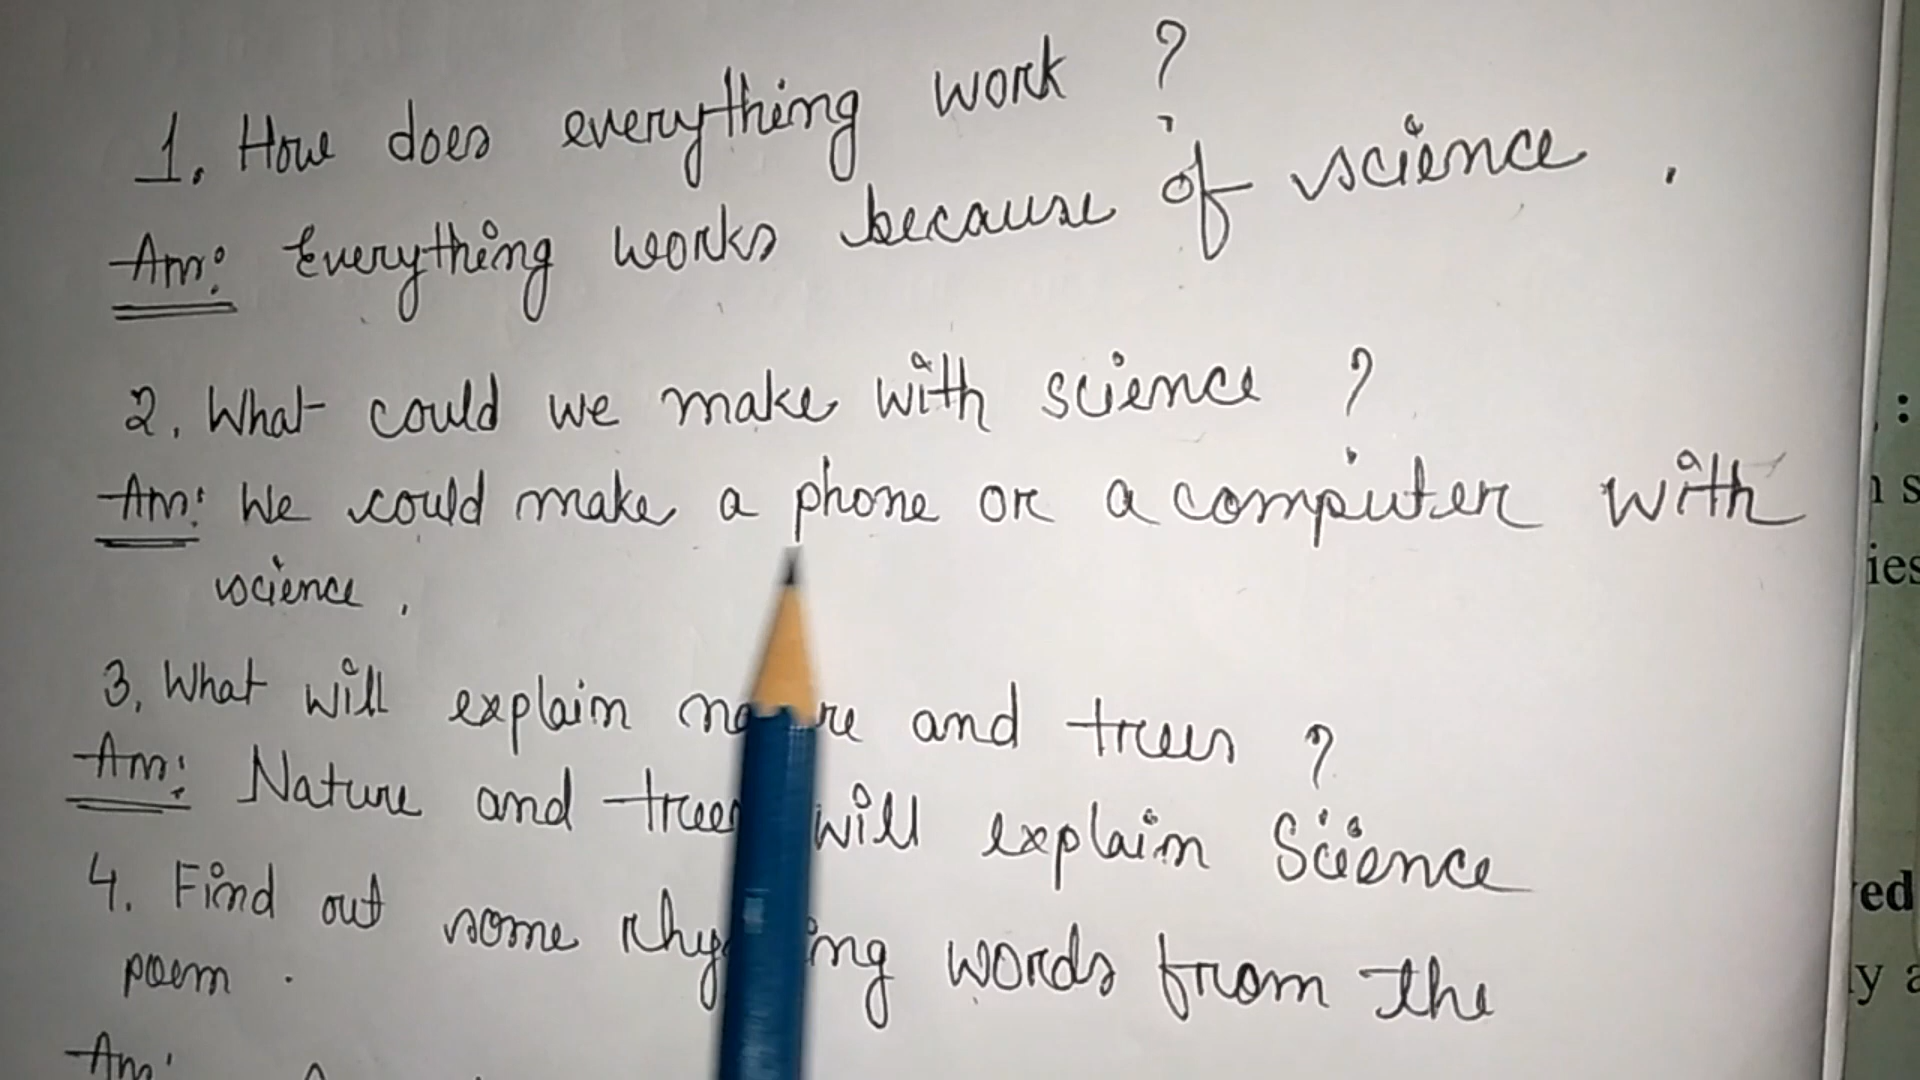 1. How does everything work ?
Ans: Everything works because of science .
2. What could we make with science ?
Ans: We could make a phone or a computer with
science .
3. What will explain and trees ?
Ans: Nature and trees will explain Science
4. Find out some words from the
poem .
Ans: